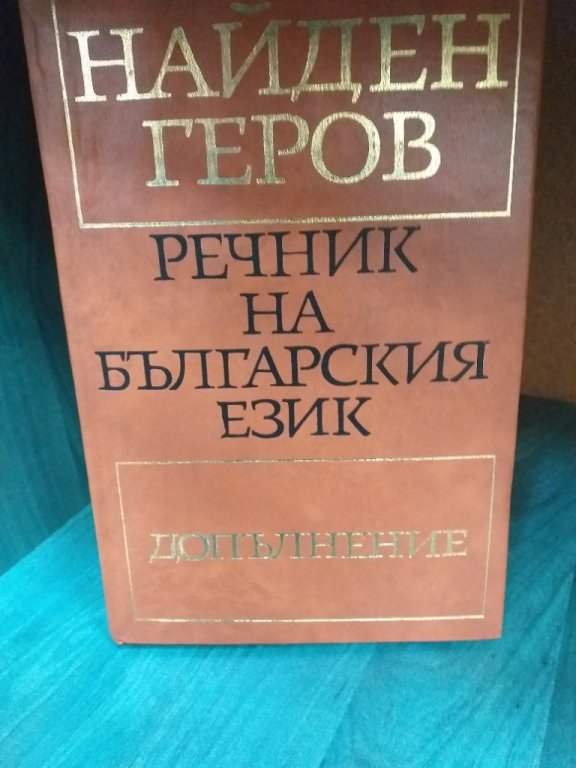 НАЙДЕН
ГЕРОВ
РЕЧНИК
НА
БЪЛГАРСКИЯ
ЕЗИК
ДОПЪЛНЕНИЕ